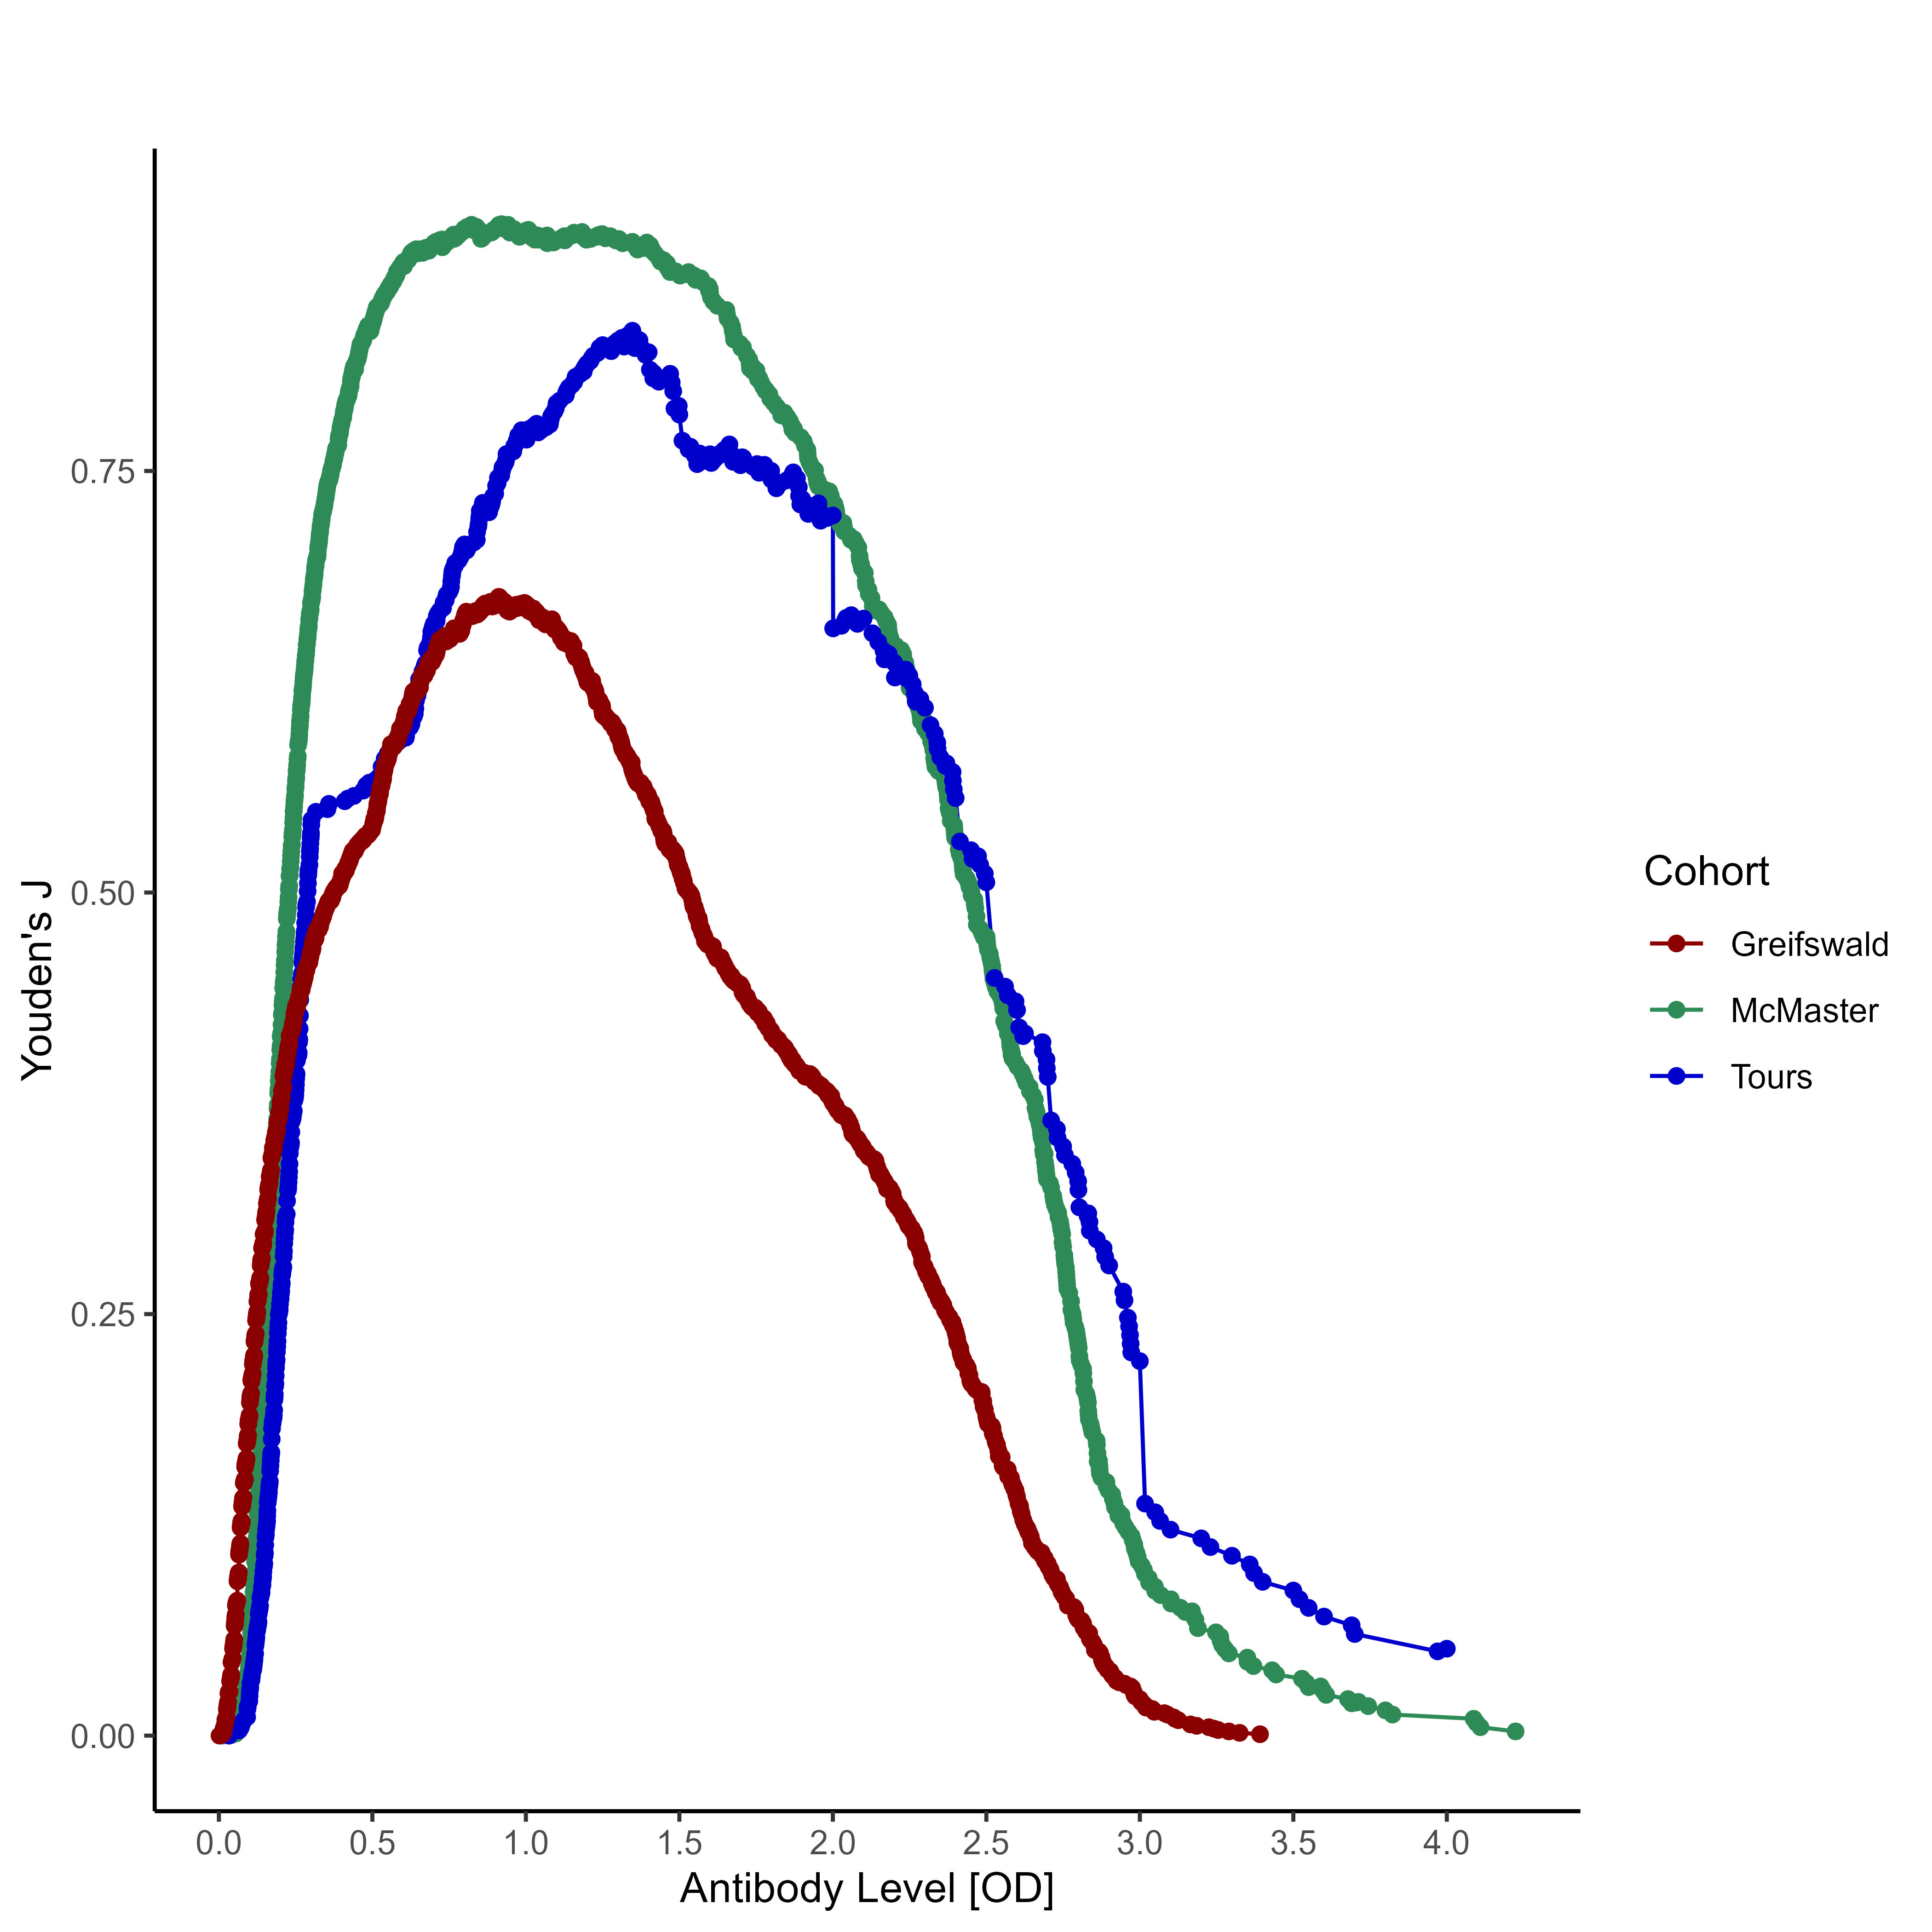 Youden's J
0.75
0.50
0.25
0.00
0.0 0.5 1.0 1.5 2.0 2.5 3.0 3.5 4.0
Antibody Level [OD]
Cohort
Greifswald
McMaster
Tours